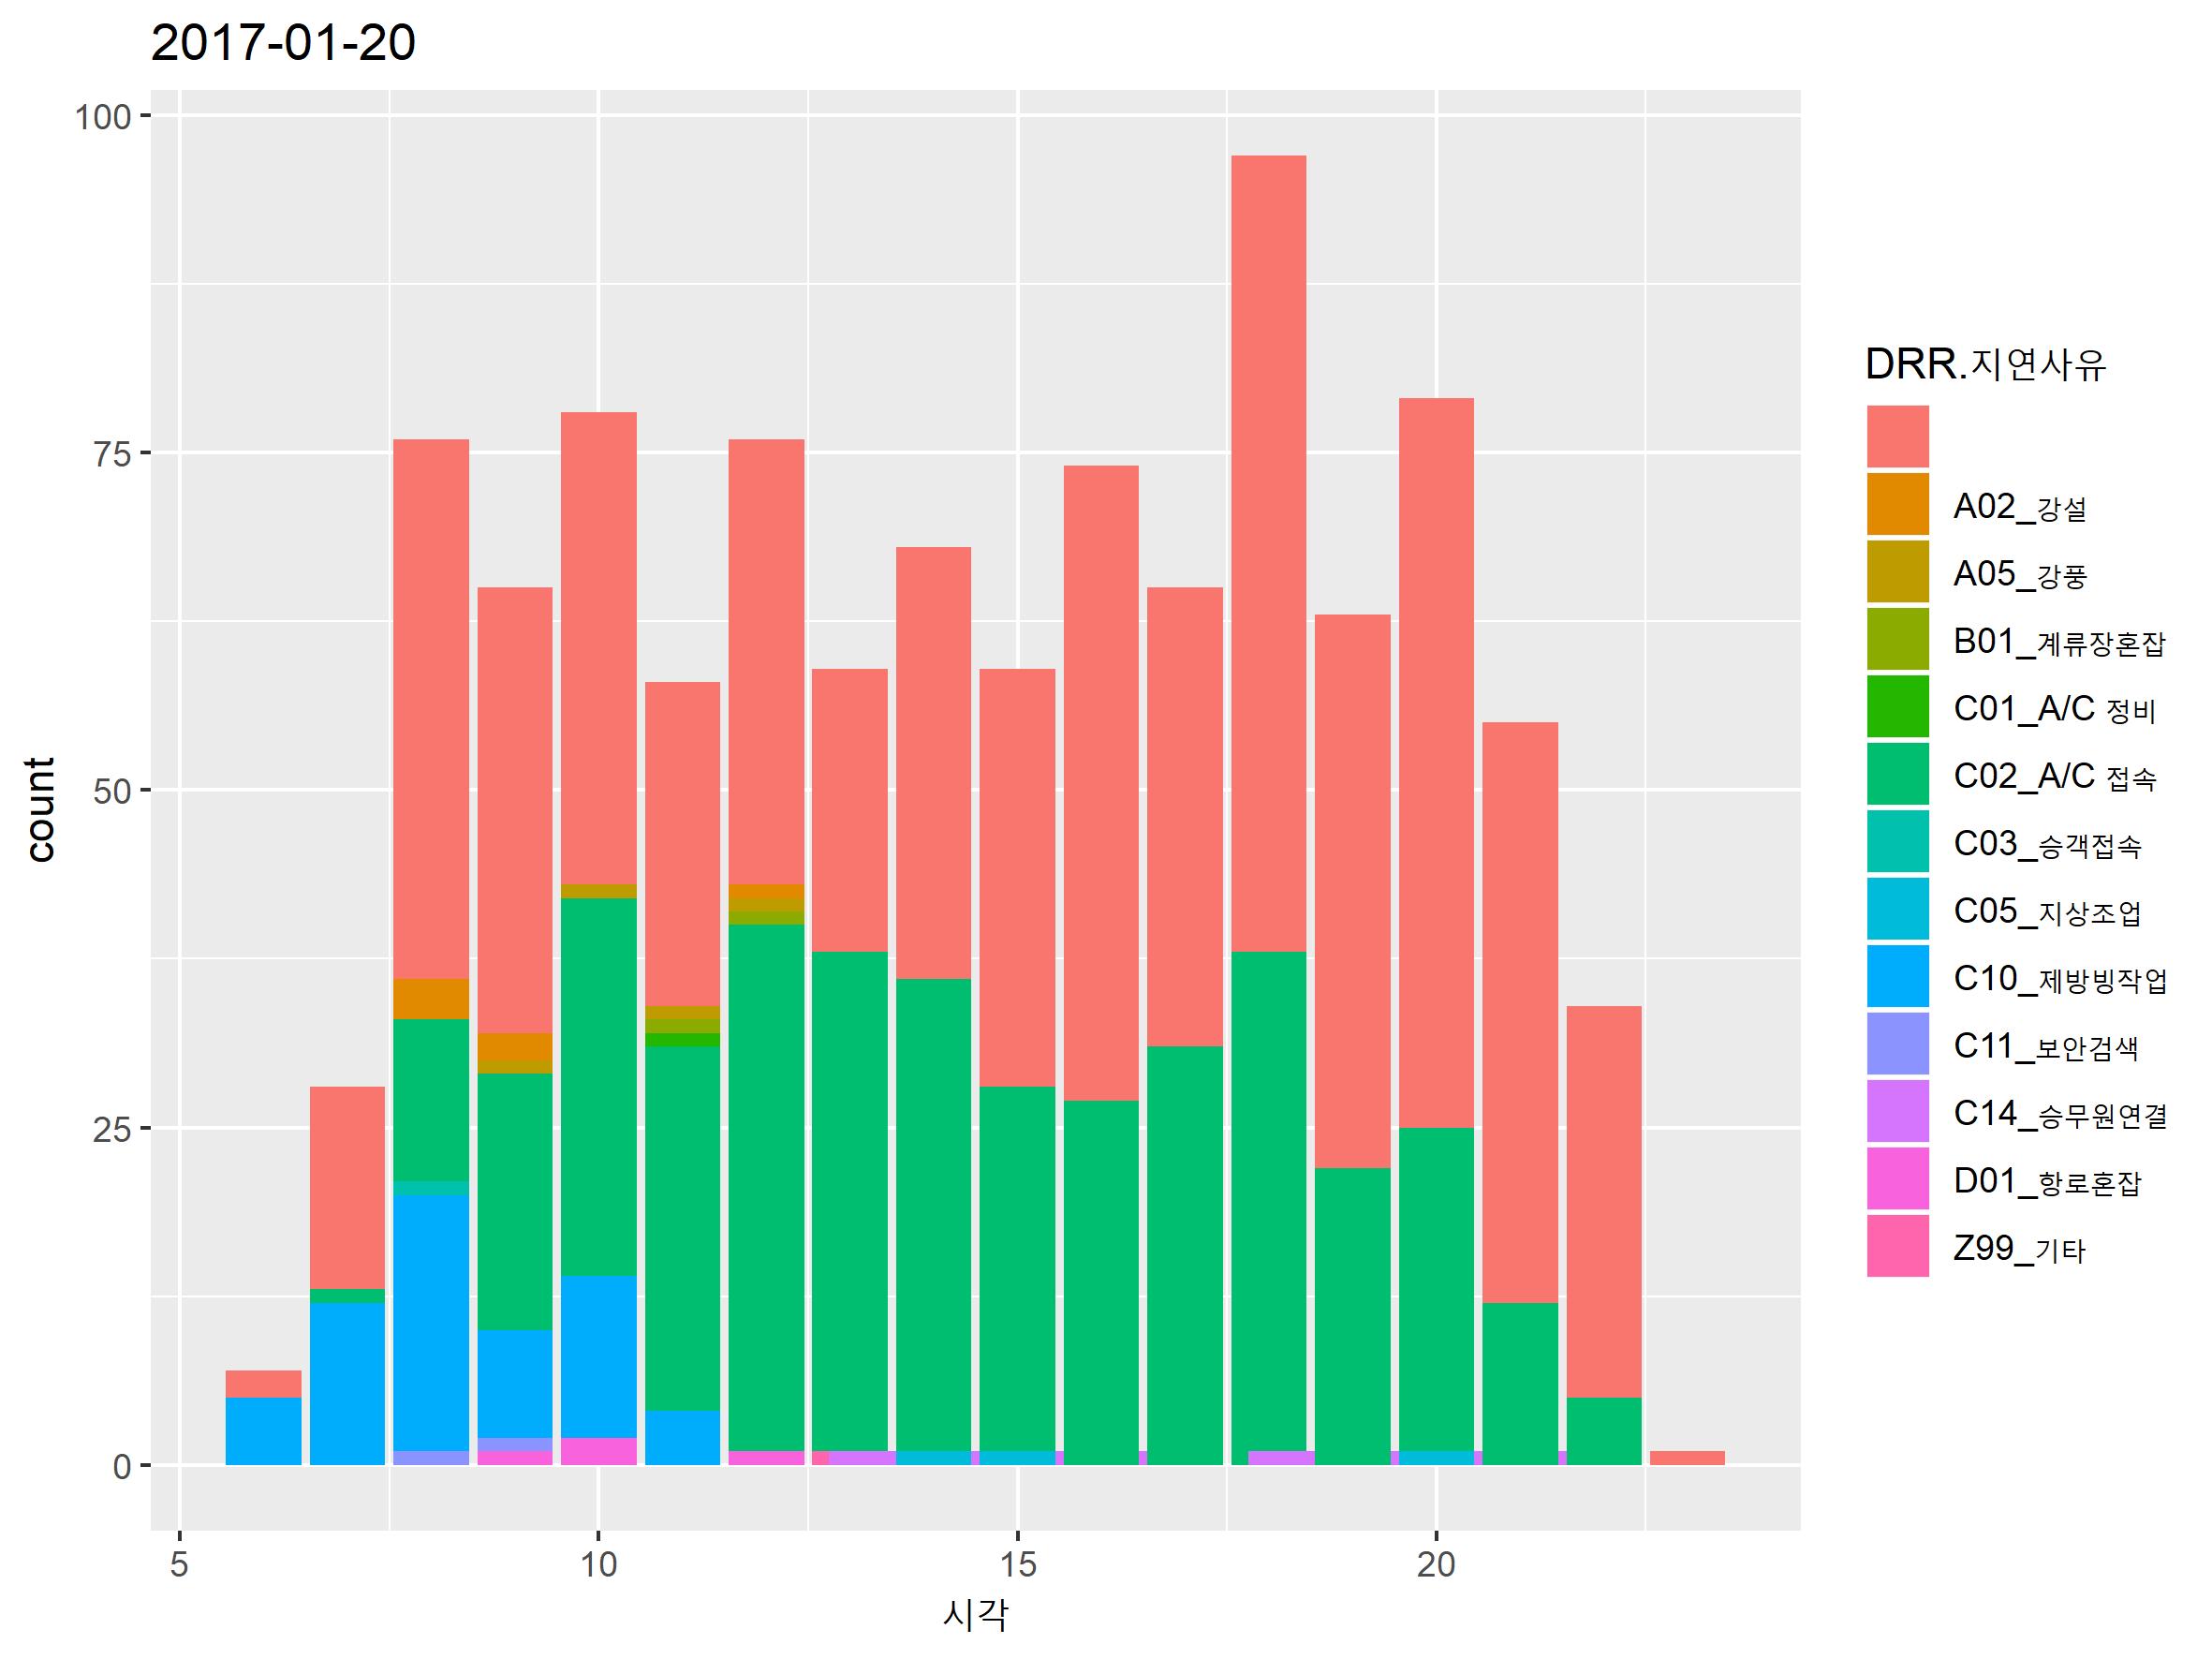 2017-01-20
100
75
50
25
0
count
5
10
15
20
시각
DRR.지연사유
A02_강설
A05_강풍
B01_계류장혼잡
C01_A/C 정비
C02_A/C 접속
C03_승객접속
C05_지상조업
C10_제방빙작업
C11_보안검색
C14_승무원연결
D01_항로혼잡
Z99_기타